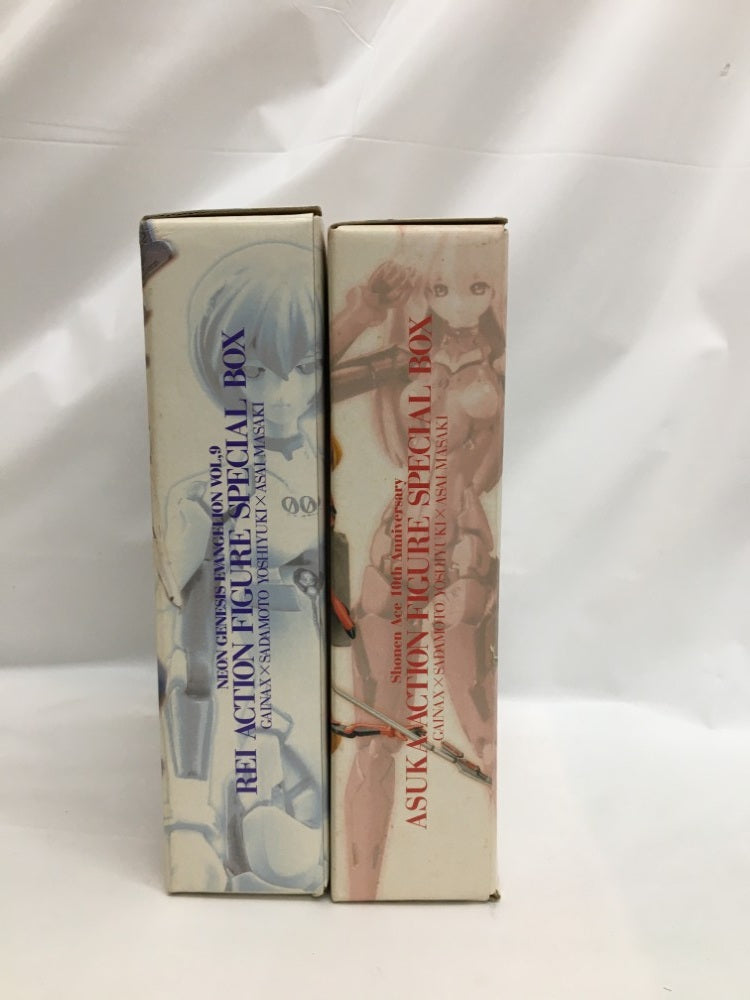 NEON GENESIS EVANGELION VOL,9
REI ACTION FIGURE SPECIAL BOX
GAINAX×SADAMOTO YOSHIYUKI×ASAI MASAKI
Shonen Ace 10th Anniversary
ASUKA ACTION FIGURE SPECIAL BOX
GAINAX×SADAMOTO YOSHIYUKI×ASAI MASAKI
00